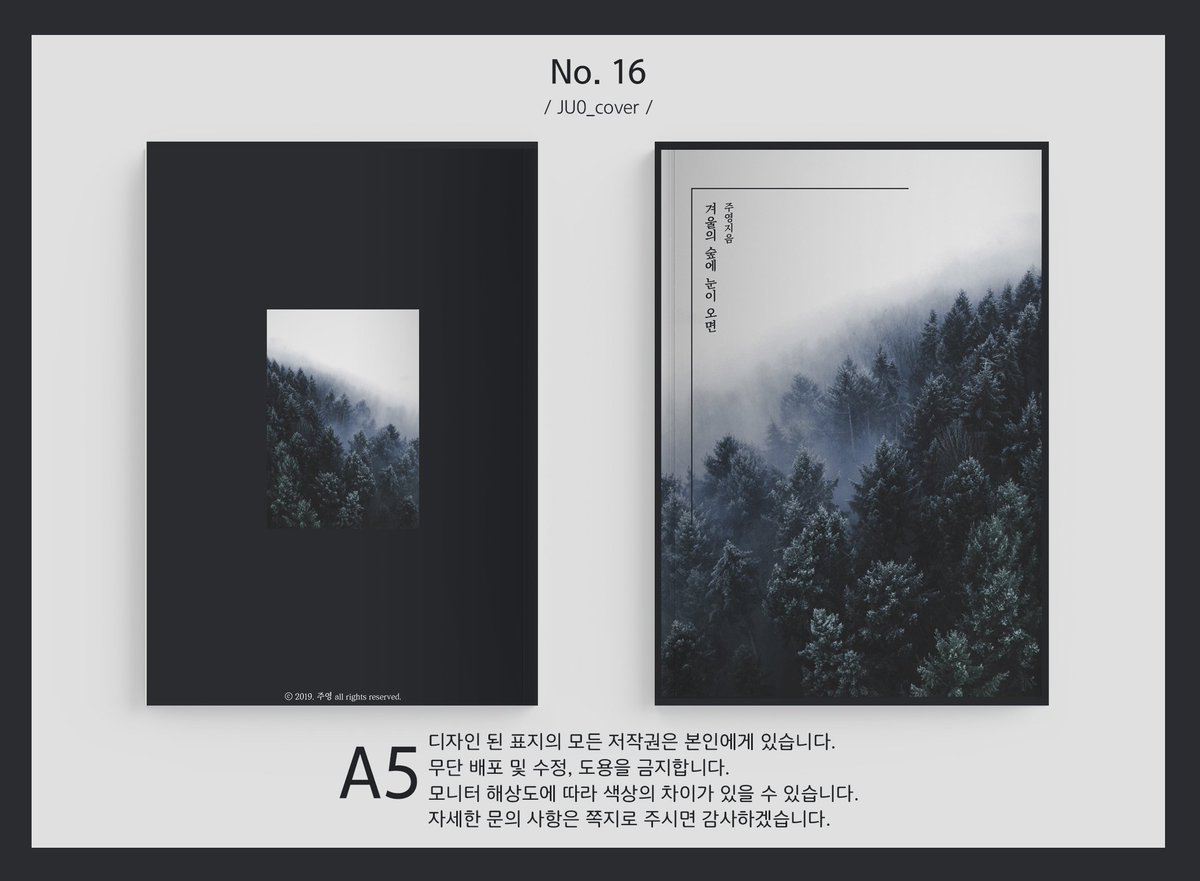 No. 16
/ JU0_cover /
주영지음
겨울의 숲에 눈이 오면
ⓒ 2019. 주영 all rights reserved.
A5
디자인 된 표지의 모든 저작권은 본인에게 있습니다.
무단 배포 및 수정, 도용을 금지합니다.
모니터 해상도에 따라 색상의 차이가 있을 수 있습니다.
자세한 문의 사항은 쪽지로 주시면 감사하겠습니다.